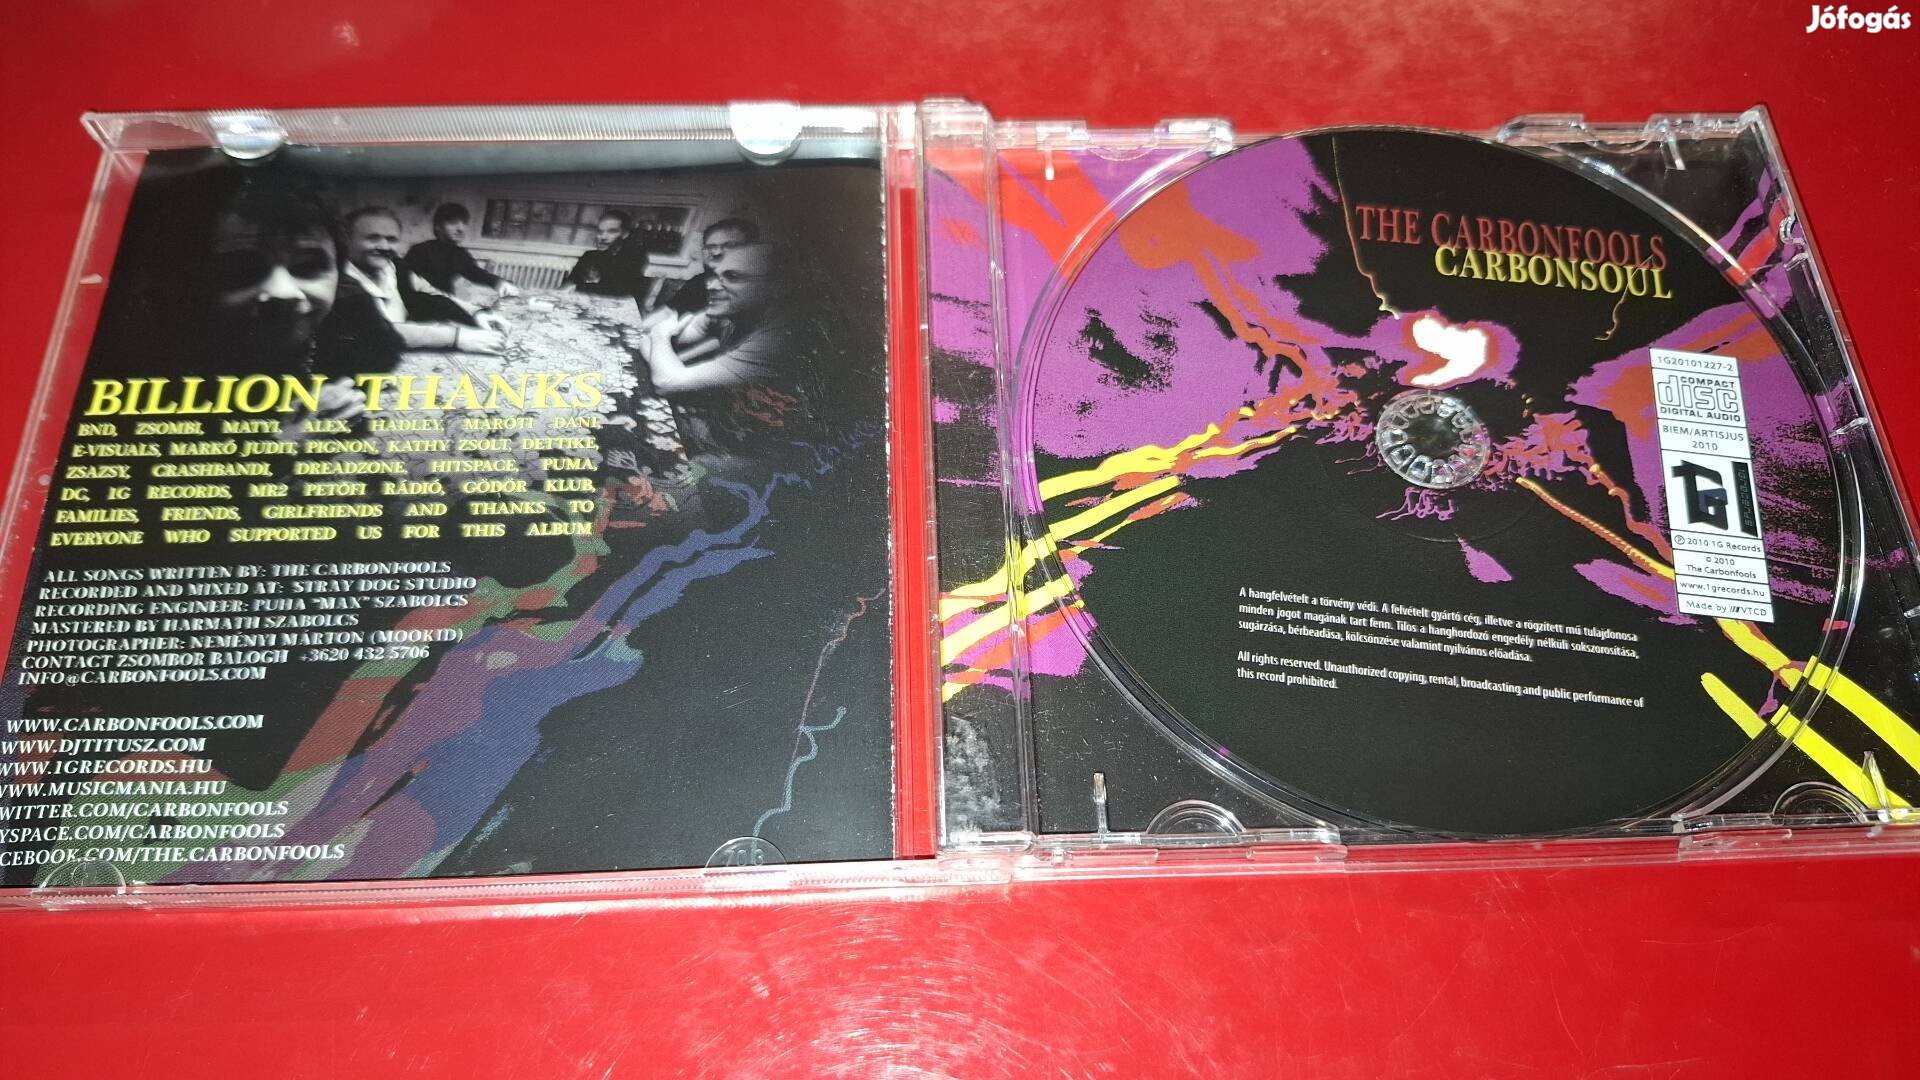 Jófogás
BILLION THANKS
BND, ZSOMBI, MATYI, ALEX, HADLEY, MARÓTI DANI,
E-VISUALS, MARKÓ JUDIT, PIGNON, KATHY ZSOLT, DETTIKE,
ZSAZSY, CRASHBANDI, DREADZONE, HITSPACE, PUMA,
DC, 1G RECORDS, MR2 PETŐFI RÁDIÓ, GÖDÖR KLUB,
FAMILIES, FRIENDS, GIRLFRIENDS AND THANKS TO
EVERYONE WHO SUPPORTED US FOR THIS ALBUM
ALL SONGS WRITTEN BY: THE CARBONFOOLS
RECORDED AND MIXED AT: STRAY DOG STUDIO
RECORDING ENGINEER: PUHA "MAX" SZABOLCS
MASTERED BY HARMATH SZABOLCS
PHOTOGRAPHER: NEMÉNYI MÁRTON (MOOKID)
CONTACT ZSOMBOR BALOGH +3620 432 5706
INFO@CARBONFOOLS.COM
WWW.CARBONFOOLS.COM
WWW.DJTITUSZ.COM
WWW.1GRECORDS.HU
WWW.MUSICMANIA.HU
WITTER.COM/CARBONFOOLS
YSPACE.COM/CARBONFOOLS
CEBOOK.COM/THE.CARBONFOOLS
703
THE CARBONFOOLS
CARBONSOUL
1G20101227-2
COMPACT
disc
DIGITAL AUDIO
BIEM/ARTISJUS
2010
1G
℗ 2010 1G Records
© 2010
The Carbonfools
www.1grecords.hu
Made by VTCD
A hangfelvételt a törvény védi. A felvételt gyártó cég, illetve a rögzített mű tulajdonosa
minden jogot magának tart fenn. Tilos a hanghordozó engedély nélküli sokszorosítása,
sugárzása, bérbeadása, kölcsönzése valamint nyilvános előadása.
All rights reserved. Unauthorized copying, rental, broadcasting and public performance of
this record prohibited.